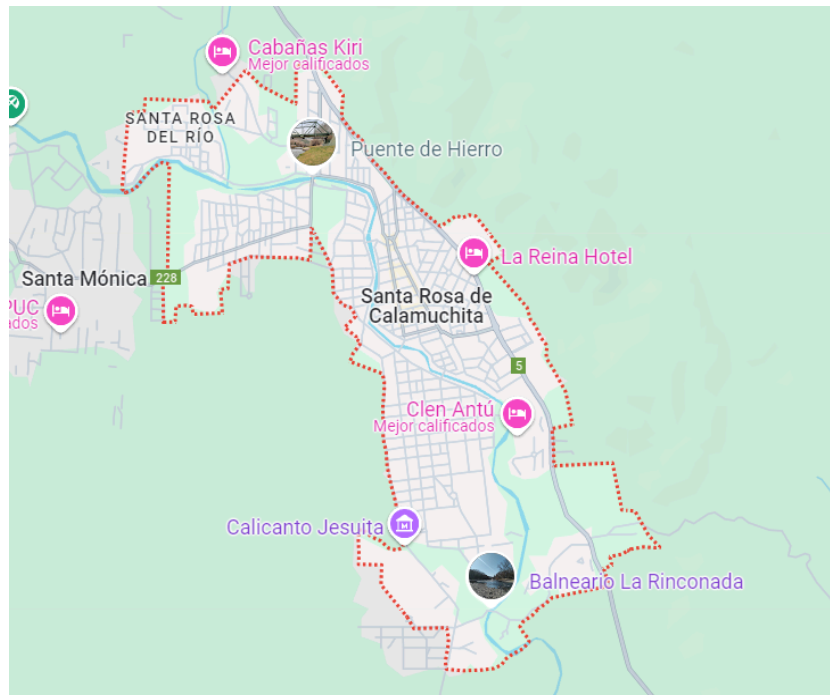 Cabañas Kiri
Mejor calificados
SANTA ROSA
DEL RÍO
Puente de Hierro
La Reina Hotel
Santa Mónica
228
PUC
ados
Santa Rosa de
Calamuchita
5
Clen Antú
Mejor calificados
Calicanto Jesuita
Balneario La Rinconada